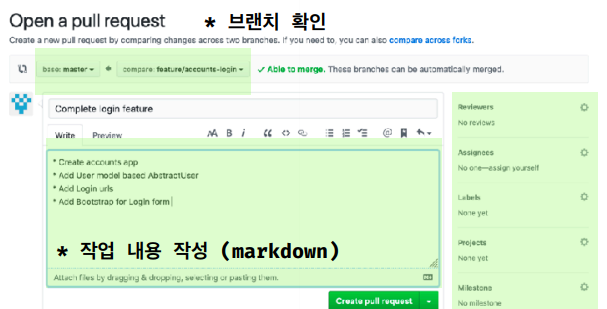 Open a pull request * 브랜치 확인
Create a new pull request by comparing changes across two branches. If you need to, you can also compare across forks.
base: master compare: feature/accounts-login ✓ Able to merge. These branches can be automatically merged.
Complete login feature
Write Preview
AA B i
* Create accounts app
* Add User model based AbstractUser
* Add Login urls
* Add Bootstrap for Login form
* 작업 내용 작성 (markdown)
Attach files by dragging & dropping, selecting or pasting them.
Create pull request
Reviewers
No reviews
Assignees
No one—assign yourself
Labels
None yet
Projects
None yet
Milestone
No milestone